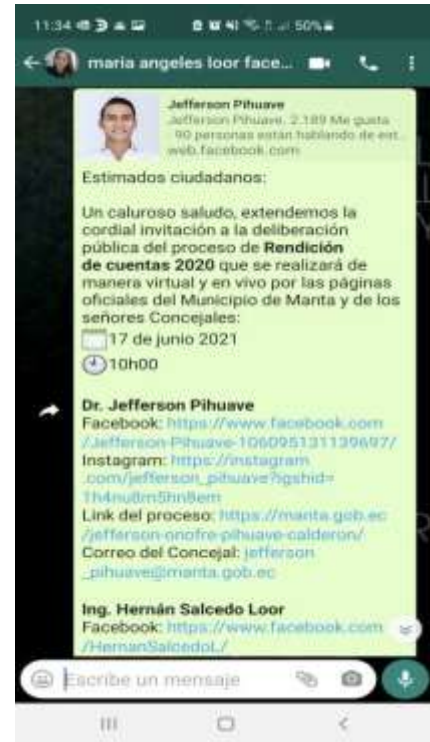 11:34
50%
maria angeles loor face...
Jefferson Pihuave
Jefferson Pihuave. 2.189 Me gusta
90 personas están hablando de est...
web.facebook.com
Estimados ciudadanos:
Un caluroso saludo, extendemos la
cordial invitación a la deliberación
pública del proceso de Rendición
de cuentas 2020 que se realizará de
manera virtual y en vivo por las páginas
oficiales del Municipio de Manta y de los
señores Concejales:
17 de junio 2021
10h00
Dr. Jefferson Pihuave
Facebook: https://www.facebook.com
/Jefferson-Pihuave-106095131139697/
Instagram: https://instagram
.com/jefferson_pihuave?igshid=
1h4nu8m5hn8em
Link del proceso: https://manta.gob.ec
/jefferson-onofre-pihuave-calderon/
Correo del Concejal: jefferson
_pihuave@manta.gob.ec
Ing. Hernán Salcedo Loor
Facebook: https://www.facebook.com
/HernanSalcedoL/
Escribe un mensaje